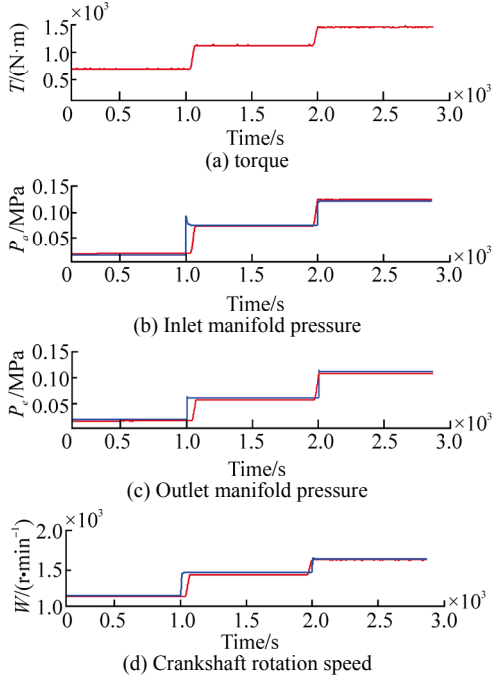 ×10³
1.5
1.0
0.5
T/(N·m)
×10³
0.5 1.0 1.5 2.0 2.5 3.0
Time/s
(a) torque
0.15
0.10
0.05
Pa/MPa
×10³
0 0.5 1.0 1.5 2.0 2.5 3.0
Time/s
(b) Inlet manifold pressure
0.15
0.10
0.05
Pe/MPa
×10³
0 0.5 1.0 1.5 2.0 2.5 3.0
Time/s
(c) Outlet manifold pressure
×10³
2.0
1.5
1.0
W/(r•min⁻¹)
×10³
0 0.5 1.0 1.5 2.0 2.5 3.0
Time/s
(d) Crankshaft rotation speed